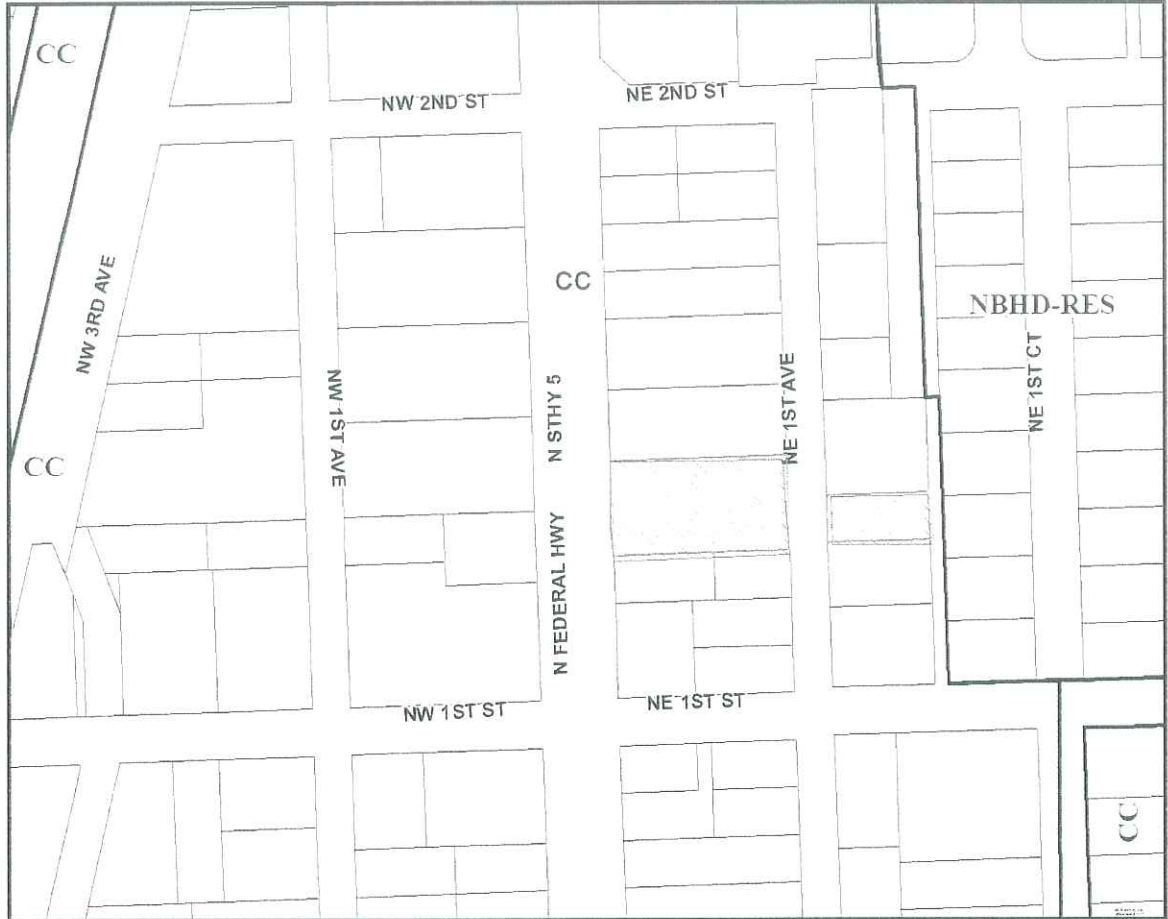 CC
NW 2ND ST
NE 2ND ST
NW 3RD AVE
CC
NBHD-RES
NE 1ST CT
NE 1ST AVE
NW 1ST AVE
N STHY 5
CC
N FEDERAL HWY
NW 1ST ST
NE 1ST ST
CC